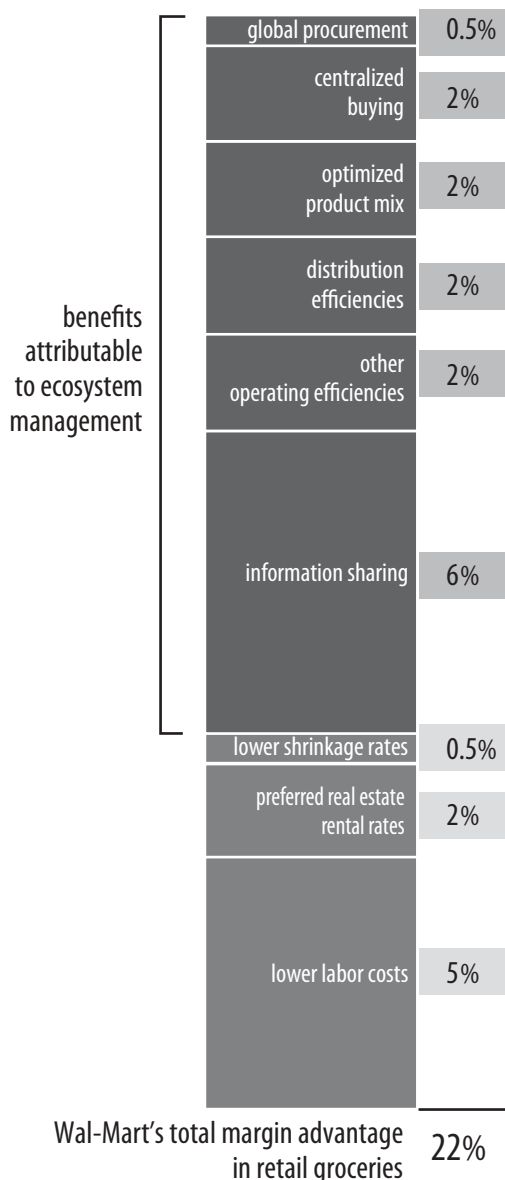 global procurement 0.5%
centralized
buying 2%
optimized
product mix 2%
distribution
efficiencies 2%
other
operating efficiencies 2%
benefits
attributable
to ecosystem
management
information sharing 6%
lower shrinkage rates 0.5%
preferred real estate
rental rates 2%
lower labor costs 5%
Wal-Mart's total margin advantage
in retail groceries 22%